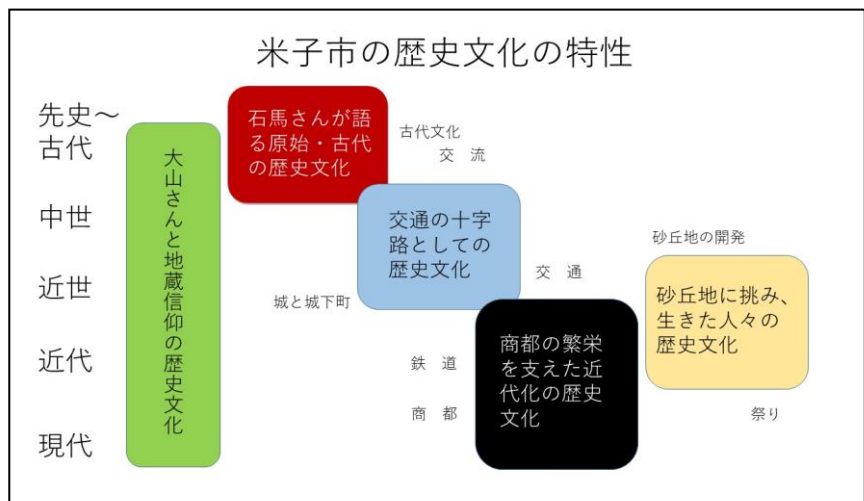 米子市の歴史文化の特性
先史～
古代
中世
近世
近代
現代
大山さんと地蔵信仰の歴史文化
石馬さんが語
る原始・古代
の歴史文化
古代文化
交　流
交通の十字
路としての
歴史文化
城と城下町
交　通
商都の繁栄
を支えた近
代化の歴史
文化
鉄　道
商　都
砂丘地の開発
砂丘地に挑み、
生きた人々の
歴史文化
祭り